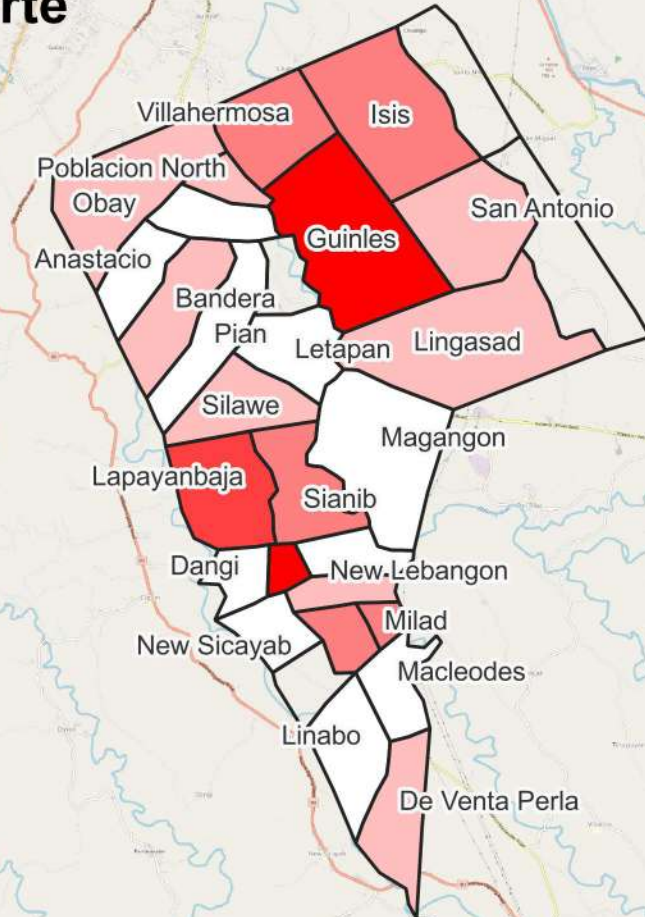 rte
Villahermosa
Isis
Poblacion North
Obay
San Antonio
Guinles
Anastacio
Bandera
Pian
Letapan
Lingasad
Silawe
Magangon
Lapayanbaja
Sianib
Dangi
New Lebangon
Milad
New Sicayab
Macleodes
Linabo
De Venta Perla